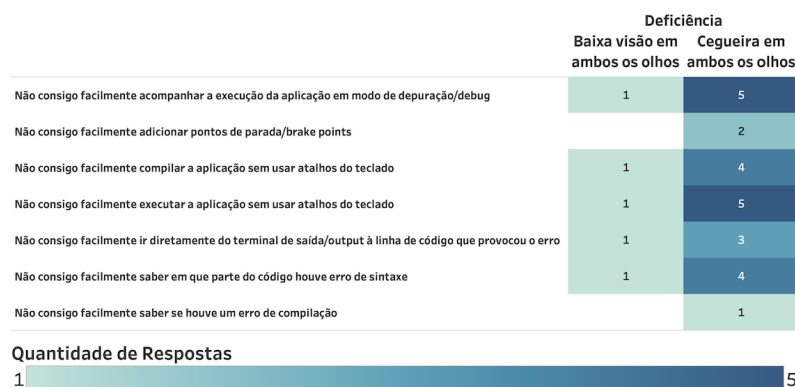 Deficiência
Baixa visão em ambos os olhos
Cegueira em ambos os olhos
Não consigo facilmente acompanhar a execução da aplicação em modo de depuração/debug 1 5
Não consigo facilmente adicionar pontos de parada/brake points 2
Não consigo facilmente compilar a aplicação sem usar atalhos do teclado 1 4
Não consigo facilmente executar a aplicação sem usar atalhos do teclado 1 5
Não consigo facilmente ir diretamente do terminal de saída/output à linha de código que provocou o erro 1 3
Não consigo facilmente saber em que parte do código houve erro de sintaxe 1 4
Não consigo facilmente saber se houve um erro de compilação 1
Quantidade de Respostas
1 5